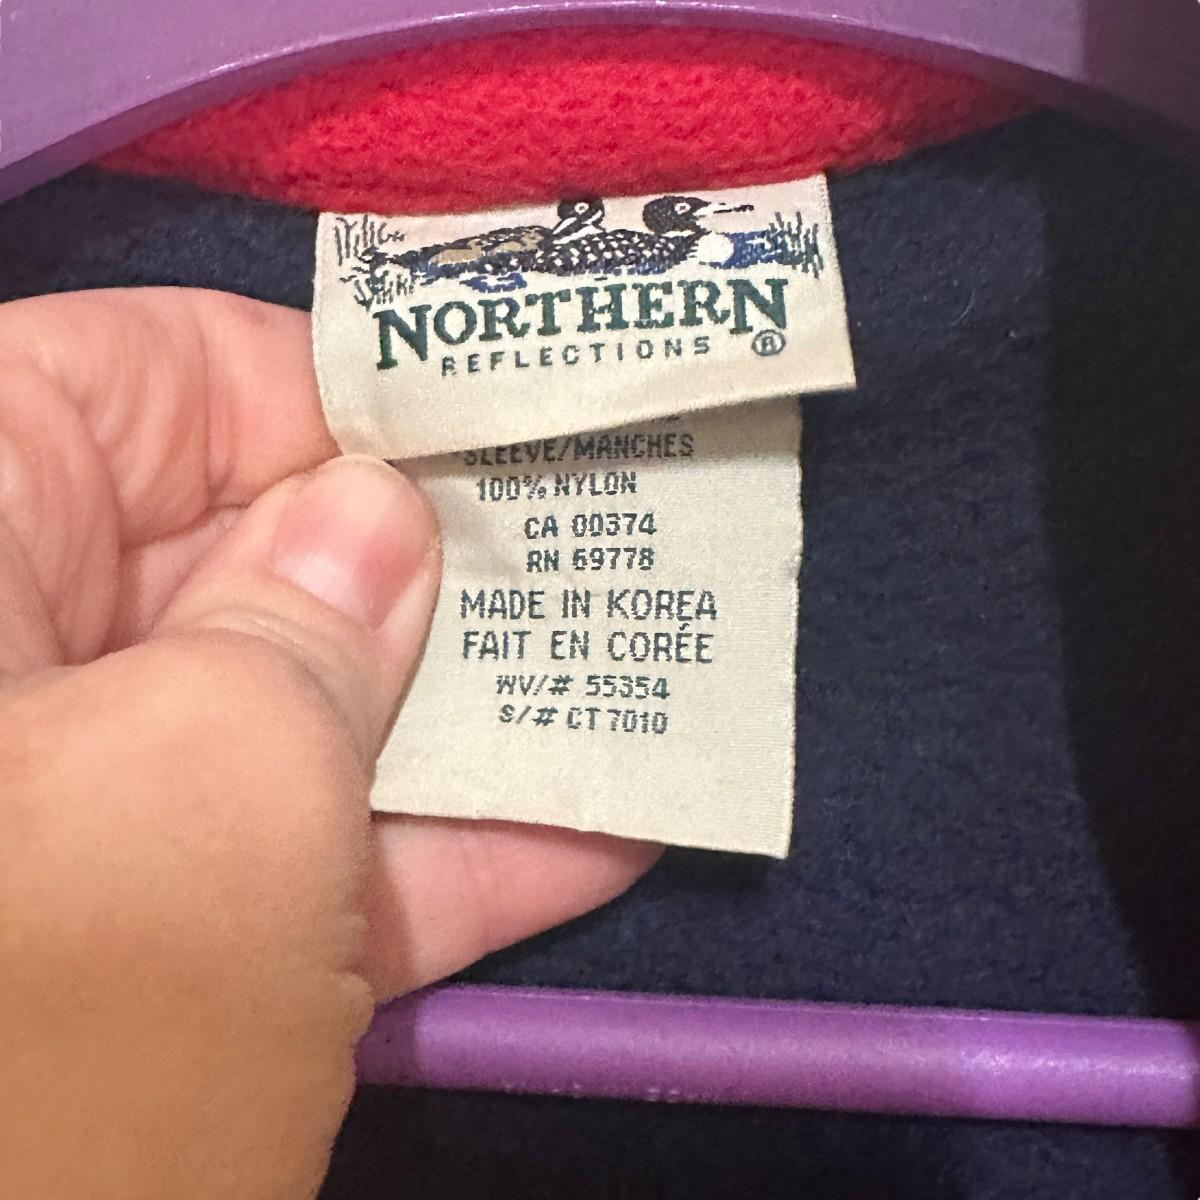 NORTHERN
REFLECTIONS ®
SLEEVE/MANCHES
100% NYLON
CA 00374
RN 69778
MADE IN KOREA
FAIT EN CORÉE
WV/# 55354
S/# CT7010